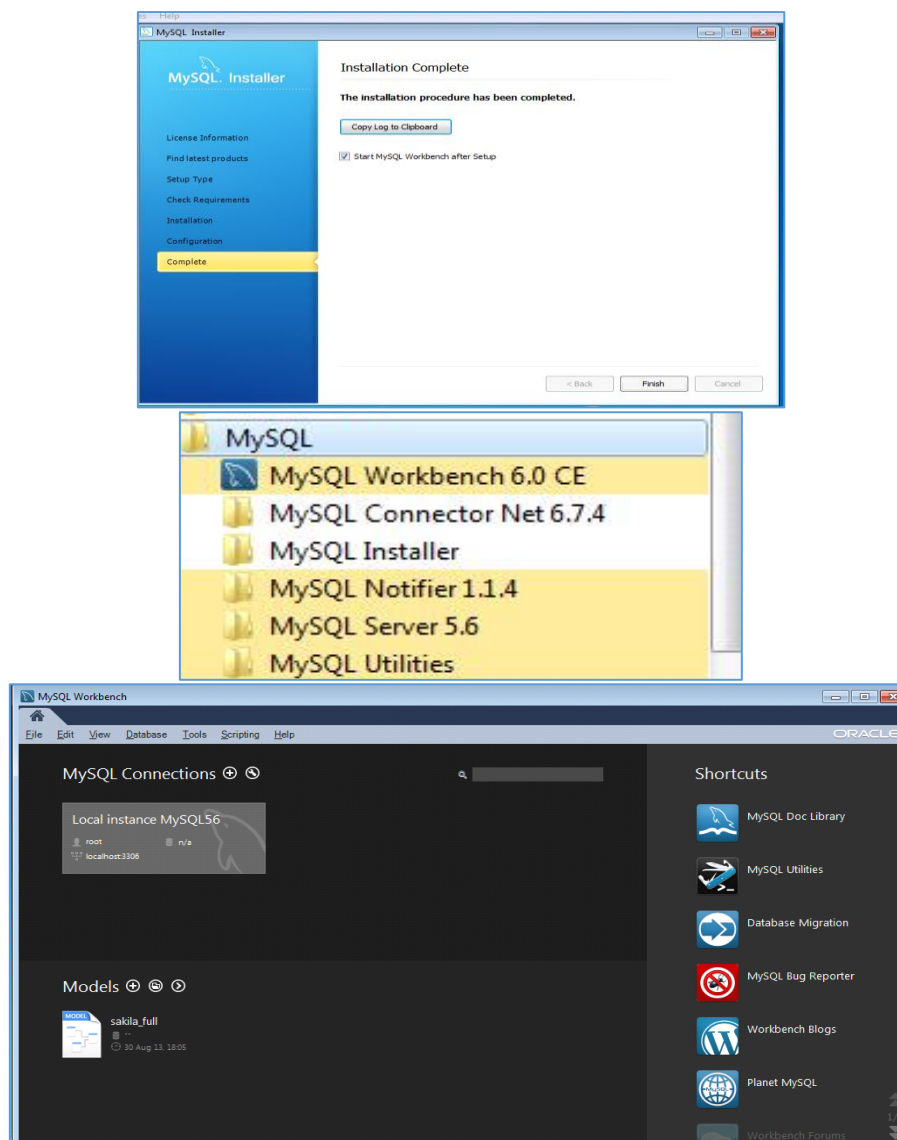 Help
MySQL Installer
MySQL. Installer
License Information
Find latest products
Setup Type
Check Requirements
Installation
Configuration
Complete
Installation Complete
The installation procedure has been completed.
Copy Log to Clipboard
Start MySQL Workbench after Setup
< Back Finish Cancel
MySQL
MySQL Workbench 6.0 CE
MySQL Connector Net 6.7.4
MySQL Installer
MySQL Notifier 1.1.4
MySQL Server 5.6
MySQL Utilities
MySQL Workbench
File Edit View Database Tools Scripting Help
ORACLE
MySQL Connections
Local instance MySQL56
root n/a
localhost:3306
Models
MODEL
sakila_full
--
30 Aug 13, 18:05
Shortcuts
MySQL Doc Library
MySQL Utilities
Database Migration
MySQL Bug Reporter
Workbench Blogs
Planet MySQL
Workbench Forums